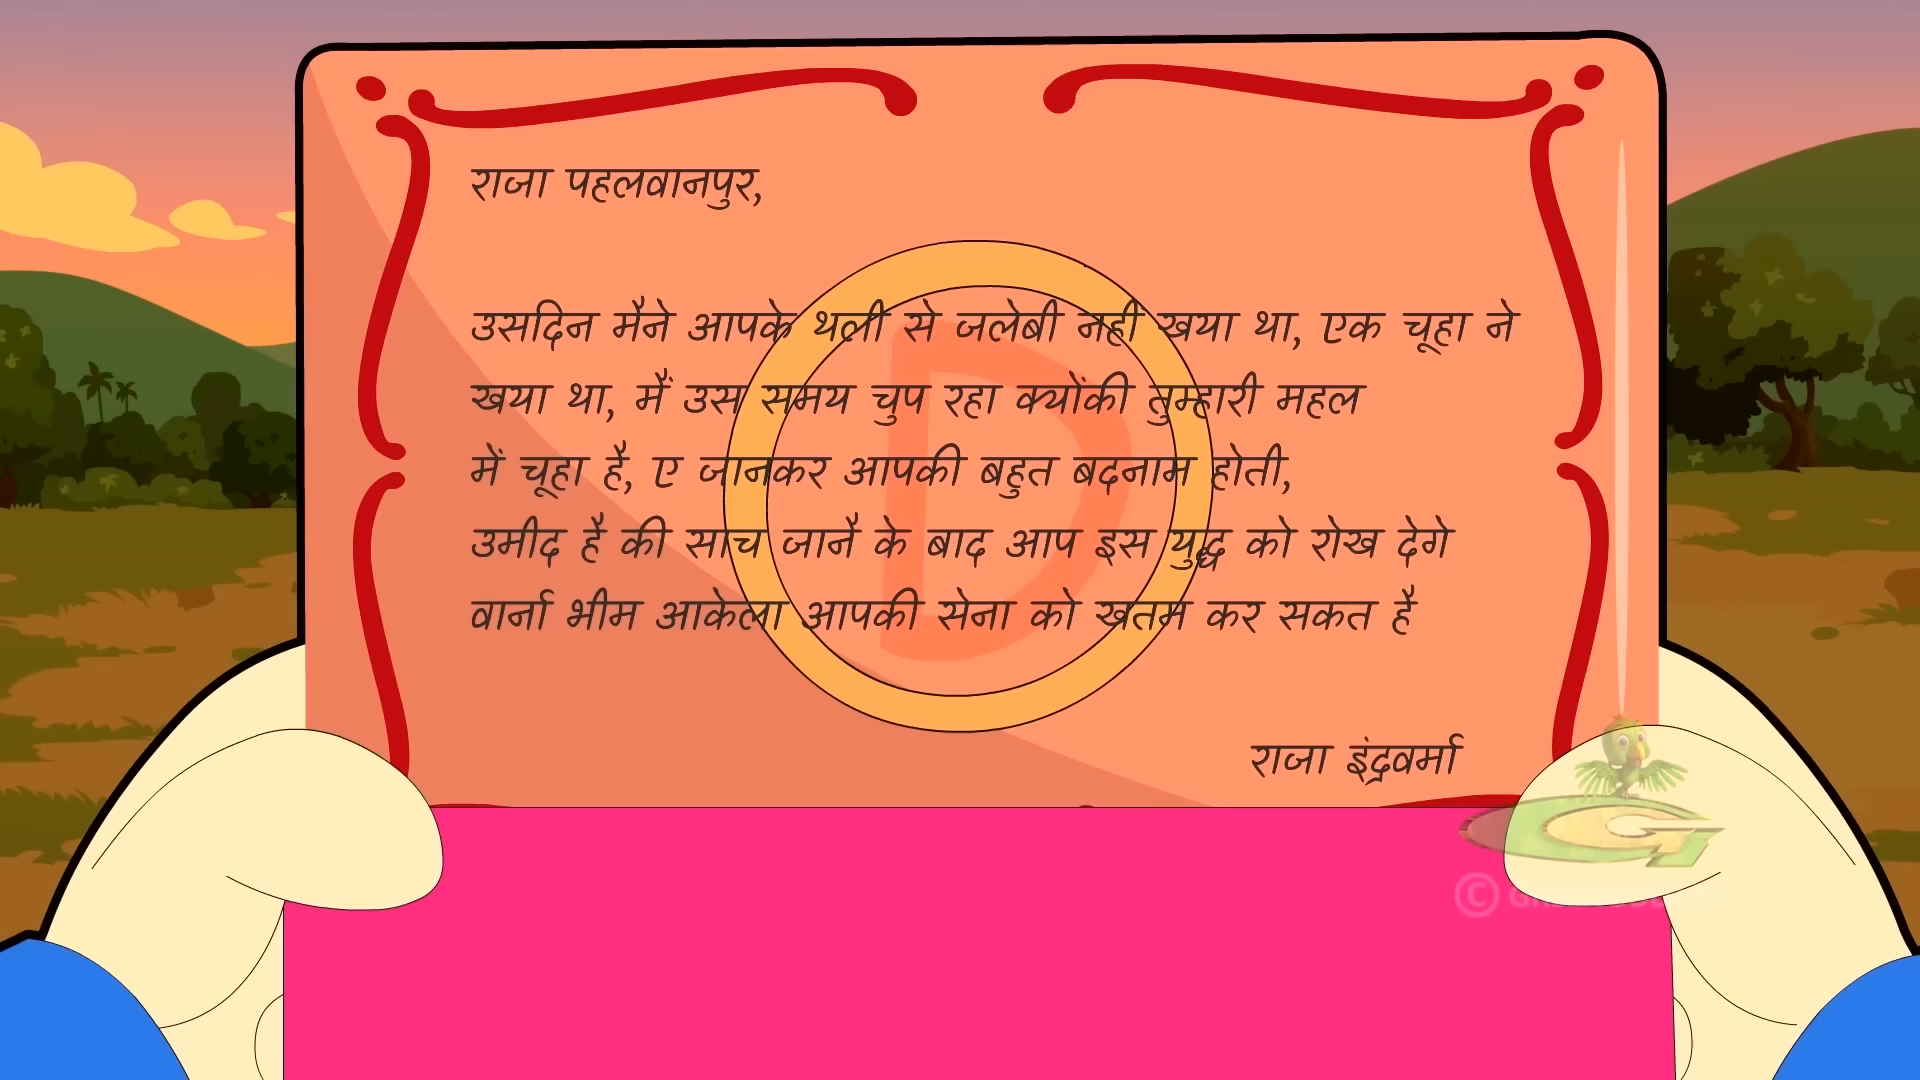 राजा पहलवानपुर,
उसदिन मैने आपके थली से जलेबी नही खया था, एक चूहा ने
खया था, मैं उस समय चुप रहा क्योंकी तुम्हारी महल
में चूहा है, ए जानकर आपकी बहुत बदनाम होती,
उमीद है की साच जानै के बाद आप इस युद्ध को रोख देगे
वार्ना भीम आकेला आपकी सेना को खतम कर सकत है
राजा इंद्रवर्मा
©